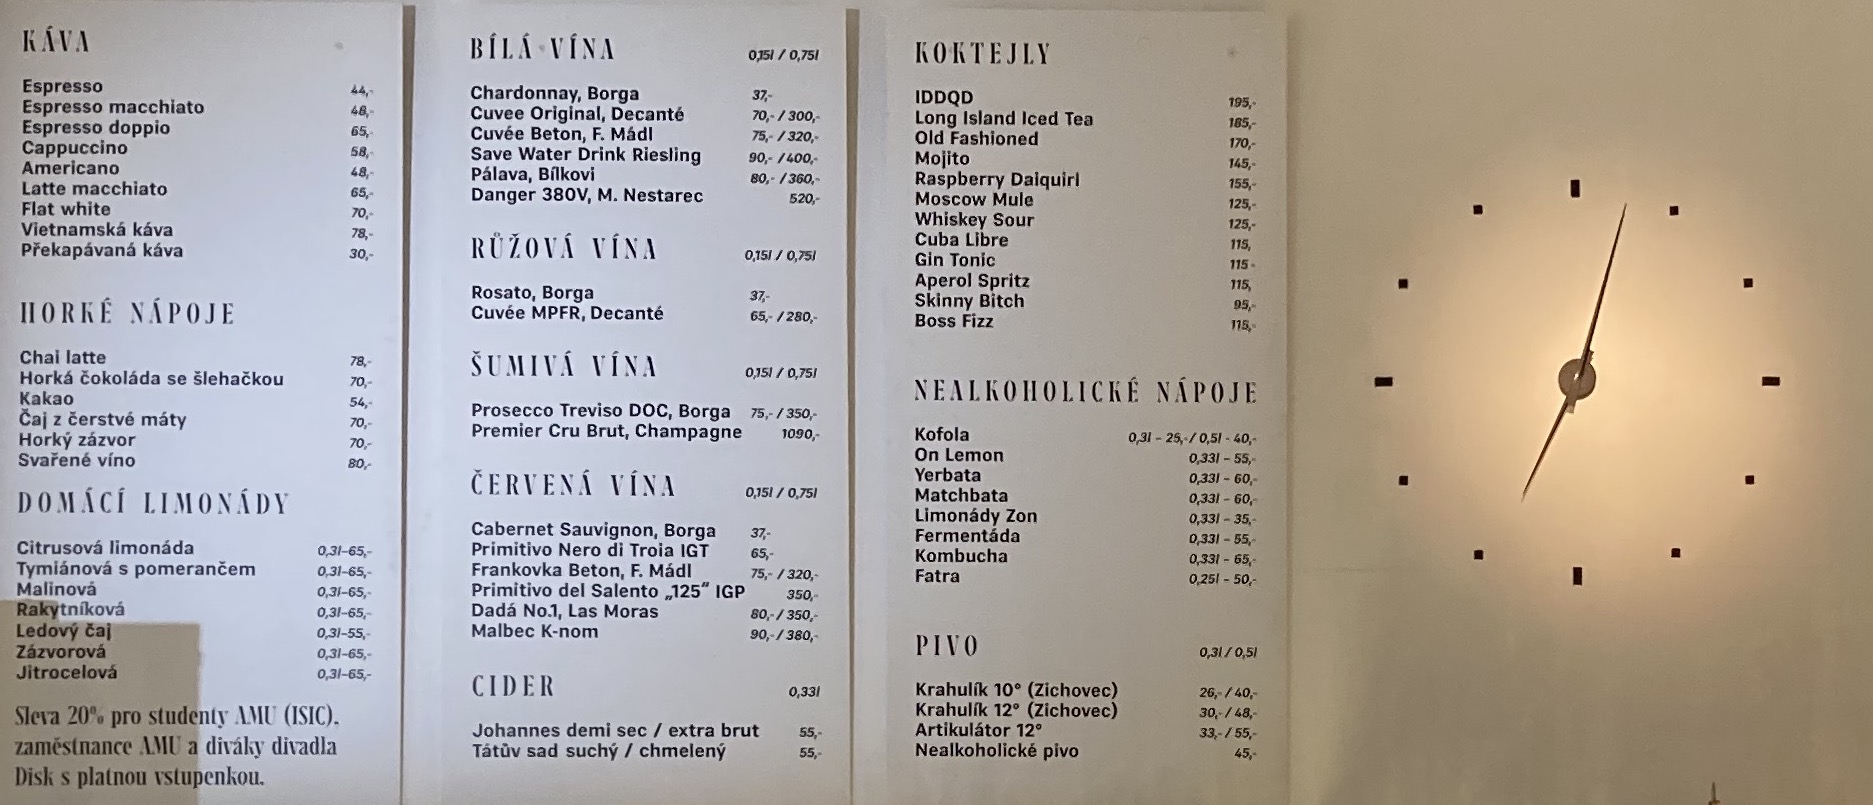 KÁVA
Espresso 44,-
Espresso macchiato 48,-
Espresso doppio 65,-
Cappuccino 58,-
Americano 48,-
Latte macchiato 65,-
Flat white 70,-
Vietnamská káva 78,-
Překapávaná káva 30,-
HORKÉ NÁPOJE
Chai latte 78,-
Horká čokoláda se šlehačkou 70,-
Kakao 54,-
Čaj z čerstvé máty 70,-
Horký zázvor 70,-
Svařené víno 80,-
DOMÁCÍ LIMONÁDY
Citrusová limonáda 0,3l-65,-
Tymiánová s pomerančem 0,3l-65,-
Malinová 0,3l-65,-
Rakytníková 0,3l-65,-
Ledový čaj 0,3l-55,-
Zázvorová 0,3l-65,-
Jitrocelová 0,3l-65,-
Sleva 20% pro studenty AMU (ISIC),
zaměstnance AMU a diváky divadla
Disk s platnou vstupenkou.
BÍLÁ VÍNA 0,15l / 0,75l
Chardonnay, Borga 37,-
Cuvee Original, Decanté 70,- / 300,-
Cuvée Beton, F. Mádl 75,- / 320,-
Save Water Drink Riesling 90,- / 400,-
Pálava, Bílkovi 80,- / 360,-
Danger 380V, M. Nestarec 520,-
RŮŽOVÁ VÍNA 0,15l / 0,75l
Rosato, Borga 37,-
Cuvée MPFR, Decanté 65,- / 280,-
ŠUMIVÁ VÍNA 0,15l / 0,75l
Prosecco Treviso DOC, Borga 75,- / 350,-
Premier Cru Brut, Champagne 1090,-
ČERVENÁ VÍNA 0,15l / 0,75l
Cabernet Sauvignon, Borga 37,-
Primitivo Nero di Troia IGT 65,-
Frankovka Beton, F. Mádl 75,- / 320,-
Primitivo del Salento „125“ IGP 350,-
Dadá No.1, Las Moras 80,- / 350,-
Malbec K-nom 90,- / 380,-
CIDER 0,33l
Johannes demi sec / extra brut 55,-
Tátův sad suchý / chmelený 55,-
KOKTEJLY
IDDQD 195,-
Long Island Iced Tea 185,-
Old Fashioned 170,-
Mojito 145,-
Raspberry Daiquiri 155,-
Moscow Mule 125,-
Whiskey Sour 125,-
Cuba Libre 115,
Gin Tonic 115 -
Aperol Spritz 115,
Skinny Bitch 95,-
Boss Fizz 115,-
NEALKOHOLICKÉ NÁPOJE
Kofola 0,3l - 25,- / 0,5l - 40,-
On Lemon 0,33l - 55,-
Yerbata 0,33l - 60,-
Matchbata 0,33l - 60,-
Limonády Zon 0,33l - 35,-
Fermentáda 0,33l - 55,-
Kombucha 0,33l - 65,-
Fatra 0,25l - 50,-
PIVO 0,3l / 0,5l
Krahulík 10° (Zichovec) 26,- / 40,-
Krahulík 12° (Zichovec) 30,- / 48,-
Artikulátor 12° 33,- / 55,-
Nealkoholické pivo 45,-